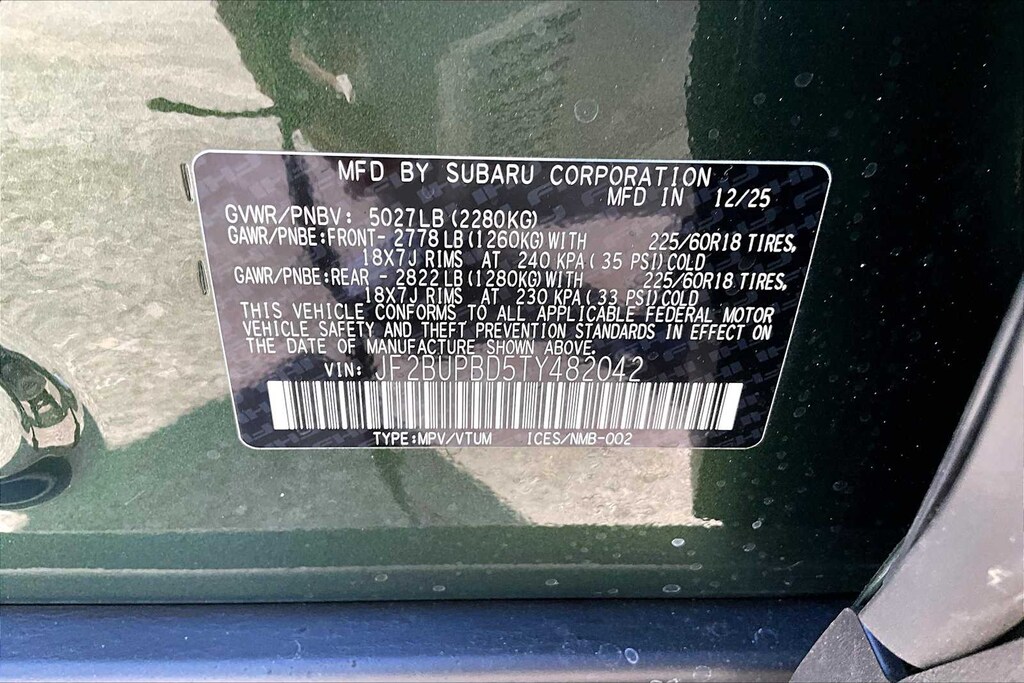 MFD BY SUBARU CORPORATION
MFD IN 12/25
GVWR/PNBV: 5027LB (2280KG)
GAWR/PNBE:FRONT- 2778 LB (1260KG) WITH 225/60R18 TIRES,
18X7J RIMS AT 240 KPA ( 35 PSI) COLD
GAWR/PNBE:REAR - 2822 LB (1280KG) WITH 225/60R18 TIRES,
18X7J RIMS AT 230 KPA ( 33 PSI) COLD
THIS VEHICLE CONFORMS TO ALL APPLICABLE FEDERAL MOTOR
VEHICLE SAFETY AND THEFT PREVENTION STANDARDS IN EFFECT ON
THE DATE OF MANUFACTURE SHOWN ABOVE.
VIN: JF2BUPBD5TY482042
TYPE:MPV/VTUM ICES/NMB-002